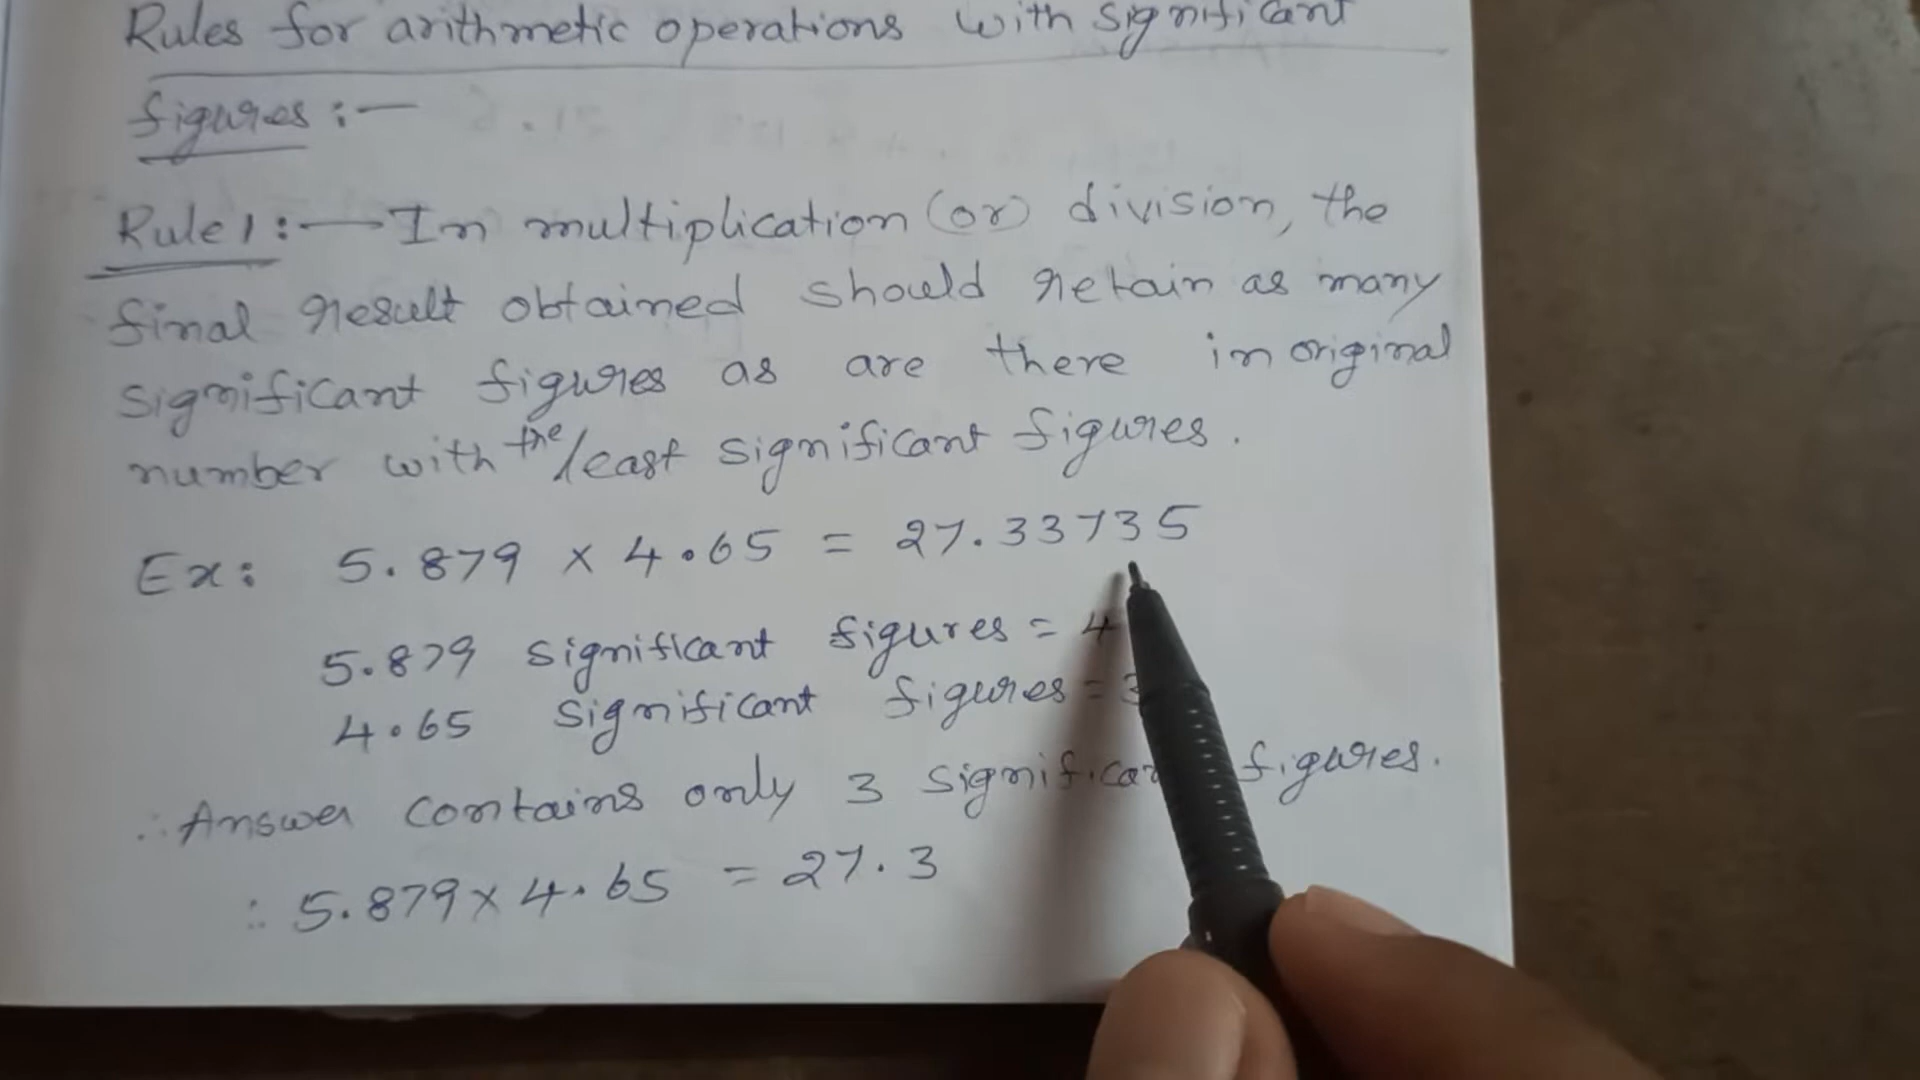 Rules for arithmetic operations with significant
figures :—
Rule 1 :— In multiplication (or) division, the
final result obtained should retain as many
significant figures as are there in original
number with the least significant figures.
Ex: 5.879 × 4.65 = 27.33735
5.879 significant figures = 4
4.65 significant figures = 3
∴ Answer contains only 3 figures.
∴ 5.879 × 4.65 = 27.3